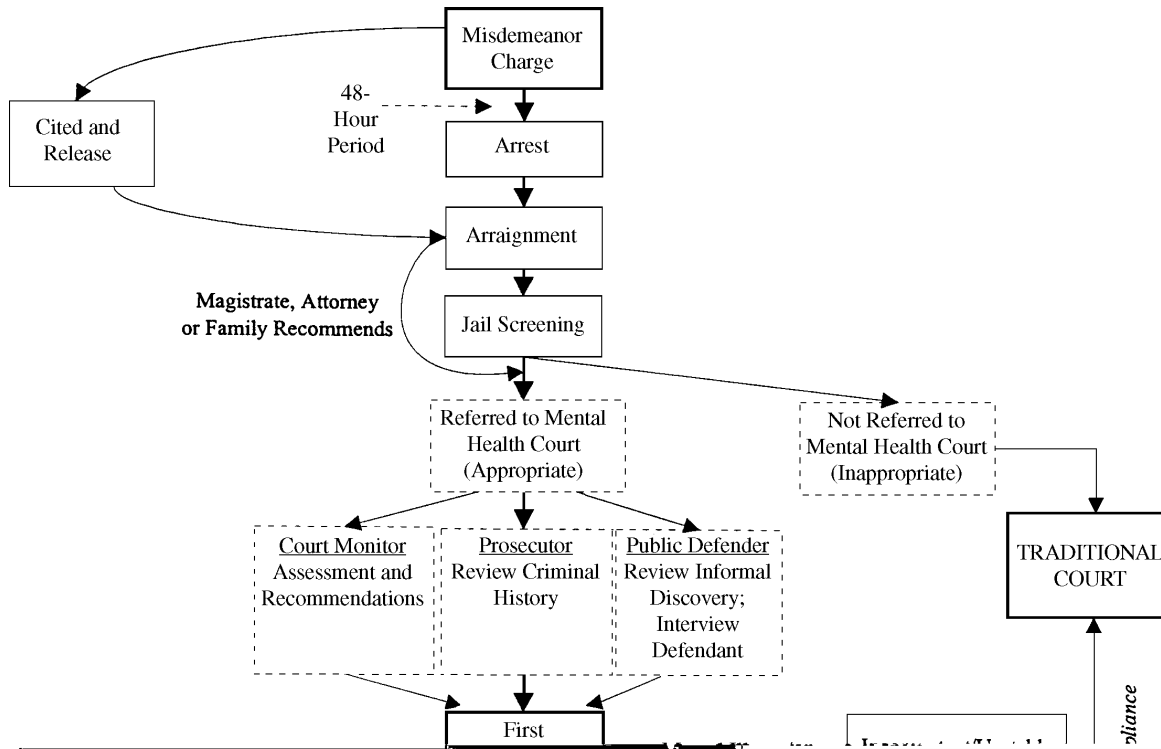 Misdemeanor
Charge
48-
Hour
Period
Cited and
Release
Arrest
Arraignment
Magistrate, Attorney
or Family Recommends
Jail Screening
Referred to Mental
Health Court
(Appropriate)
Not Referred to
Mental Health Court
(Inappropriate)
Court Monitor
Assessment and
Recommendations
Prosecutor
Review Criminal
History
Public Defender
Review Informal
Discovery;
Interview
Defendant
TRADITIONAL
COURT
First
pliance